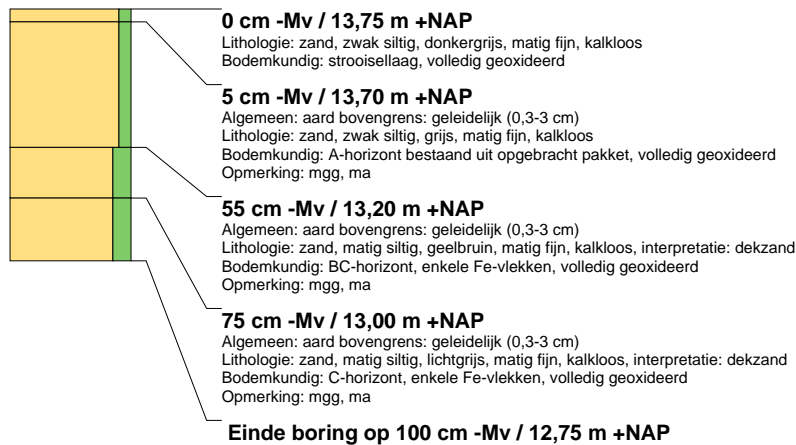 0 cm -Mv / 13,75 m +NAP
Lithologie: zand, zwak siltig, donkergrijs, matig fijn, kalkloos
Bodemkundig: strooisellaag, volledig geoxideerd
5 cm -Mv / 13,70 m +NAP
Algemeen: aard bovengrens: geleidelijk (0,3-3 cm)
Lithologie: zand, zwak siltig, grijs, matig fijn, kalkloos
Bodemkundig: A-horizont bestaand uit opgebracht pakket, volledig geoxideerd
Opmerking: mgg, ma
55 cm -Mv / 13,20 m +NAP
Algemeen: aard bovengrens: geleidelijk (0,3-3 cm)
Lithologie: zand, matig siltig, geelbruin, matig fijn, kalkloos, interpretatie: dekzand
Bodemkundig: BC-horizont, enkele Fe-vlekken, volledig geoxideerd
Opmerking: mgg, ma
75 cm -Mv / 13,00 m +NAP
Algemeen: aard bovengrens: geleidelijk (0,3-3 cm)
Lithologie: zand, matig siltig, lichtgrijs, matig fijn, kalkloos, interpretatie: dekzand
Bodemkundig: C-horizont, enkele Fe-vlekken, volledig geoxideerd
Opmerking: mgg, ma
Einde boring op 100 cm -Mv / 12,75 m +NAP